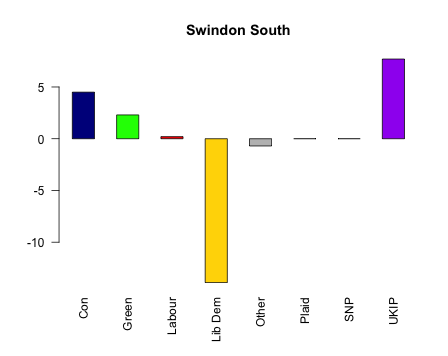 Swindon South
5
0
-5
-10
Con
Green
Labour
Lib Dem
Other
Plaid
SNP
UKIP